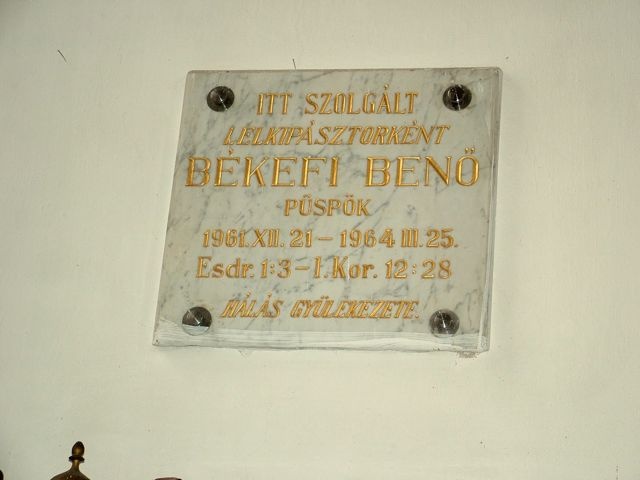 ITT SZOLGÁLT
LELKIPÁSZTORKÉNT
BÉKEFI BENŐ
PÜSPÖK
1961.XII.21–1964 III.25.
Esdr. 1:3–I.Kor. 12:28
HÁLÁS GYÜLEKEZETE.